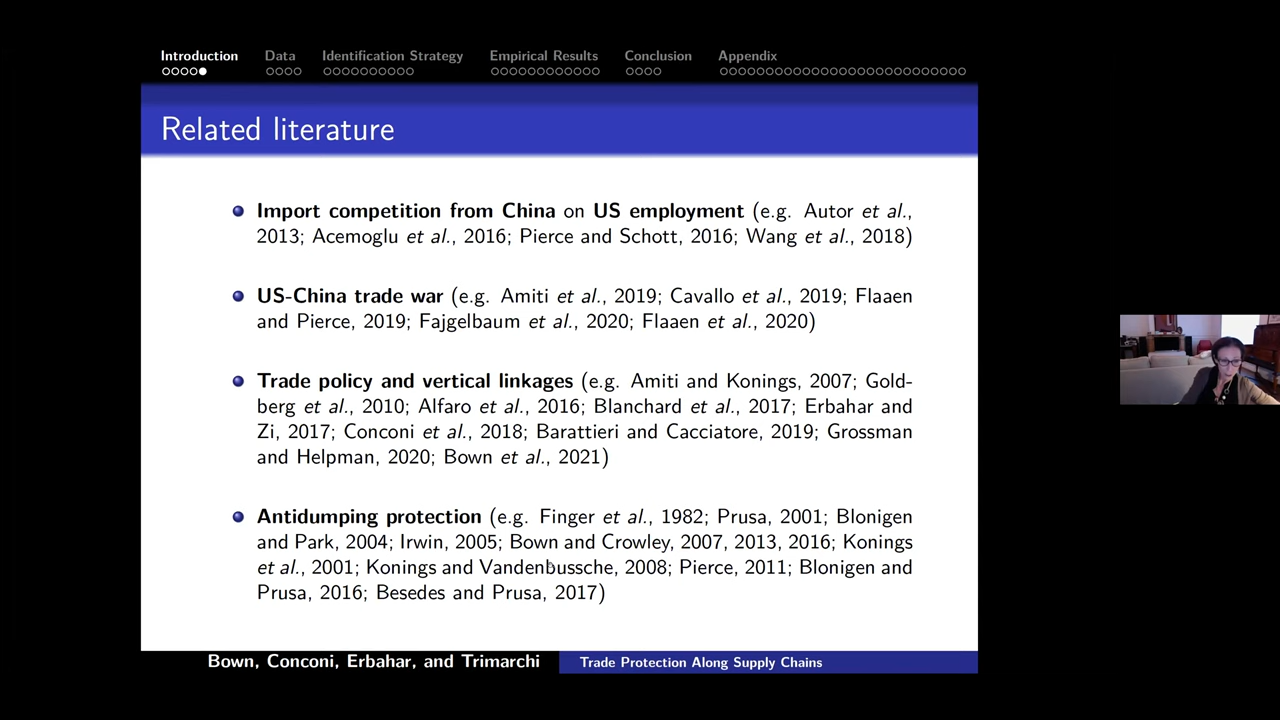 Introduction Data Identification Strategy Empirical Results Conclusion Appendix
Related literature
Import competition from China on US employment (e.g. Autor et al.,
2013; Acemoglu et al., 2016; Pierce and Schott, 2016; Wang et al., 2018)
US-China trade war (e.g. Amiti et al., 2019; Cavallo et al., 2019; Flaaen
and Pierce, 2019; Fajgelbaum et al., 2020; Flaaen et al., 2020)
Trade policy and vertical linkages (e.g. Amiti and Konings, 2007; Gold-
berg et al., 2010; Alfaro et al., 2016; Blanchard et al., 2017; Erbahar and
Zi, 2017; Conconi et al., 2018; Barattieri and Cacciatore, 2019; Grossman
and Helpman, 2020; Bown et al., 2021)
Antidumping protection (e.g. Finger et al., 1982; Prusa, 2001; Blonigen
and Park, 2004; Irwin, 2005; Bown and Crowley, 2007, 2013, 2016; Konings
et al., 2001; Konings and Vandenbussche, 2008; Pierce, 2011; Blonigen and
Prusa, 2016; Besedes and Prusa, 2017)
Bown, Conconi, Erbahar, and Trimarchi Trade Protection Along Supply Chains